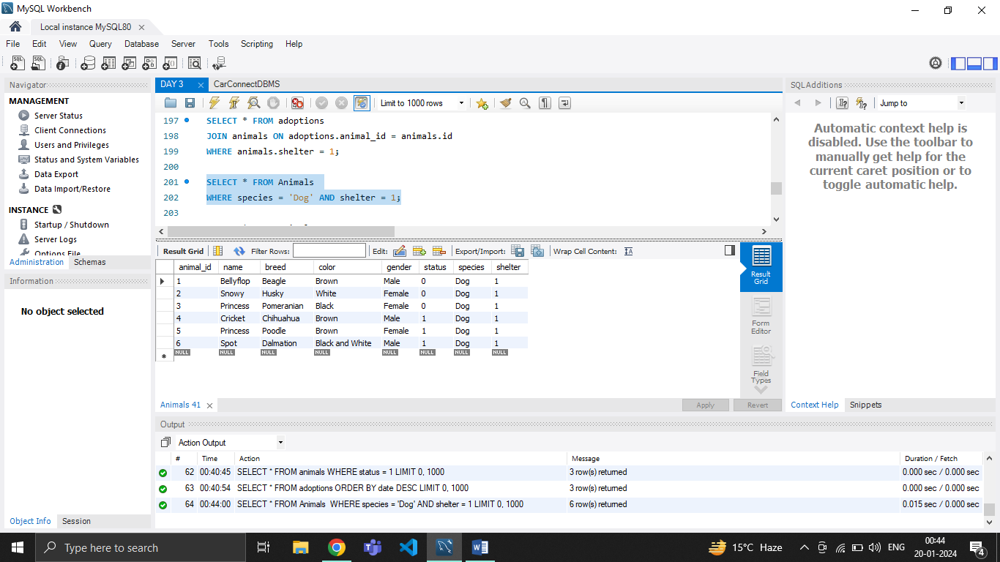 MySQL Workbench
Local instance MySQL80
File Edit View Query Database Server Tools Scripting Help
Navigator
MANAGEMENT
Server Status
Client Connections
Users and Privileges
Status and System Variables
Data Export
Data Import/Restore
INSTANCE
Startup / Shutdown
Server Logs
Options File
Administration Schemas
Information
No object selected
Object Info Session
DAY 3 CarConnectDBMS
Limit to 1000 rows
197 SELECT * FROM adoptions
198 JOIN animals ON adoptions.animal_id = animals.id
199 WHERE animals.shelter = 1;
200
201 SELECT * FROM Animals
202 WHERE species = 'Dog' AND shelter = 1;
203
Result Grid Filter Rows: Edit: Export/Import: Wrap Cell Content:
animal_id name breed color gender status species shelter
1 Bellyflop Beagle Brown Male 0 Dog 1
2 Snowy Husky White Female 0 Dog 1
3 Princess Pomeranian Black Female 0 Dog 1
4 Cricket Chihuahua Brown Male 1 Dog 1
5 Princess Poodle Brown Female 1 Dog 1
6 Spot Dalmation Black and White Male 1 Dog 1
NULL NULL NULL NULL NULL NULL NULL NULL
Result
Grid
Form
Editor
Field
Types
Animals 41 Apply Revert
SQLAdditions
Jump to
Automatic context help is
disabled. Use the toolbar to
manually get help for the
current caret position or to
toggle automatic help.
Context Help Snippets
Output
Action Output
# Time Action Message Duration / Fetch
62 00:40:45 SELECT * FROM animals WHERE status = 1 LIMIT 0, 1000 3 row(s) returned 0.000 sec / 0.000 sec
63 00:40:54 SELECT * FROM adoptions ORDER BY date DESC LIMIT 0, 1000 3 row(s) returned 0.000 sec / 0.000 sec
64 00:44:00 SELECT * FROM Animals WHERE species = 'Dog' AND shelter = 1 LIMIT 0, 1000 6 row(s) returned 0.015 sec / 0.000 sec
Type here to search
15°C Haze
ENG
00:44
20-01-2024
4